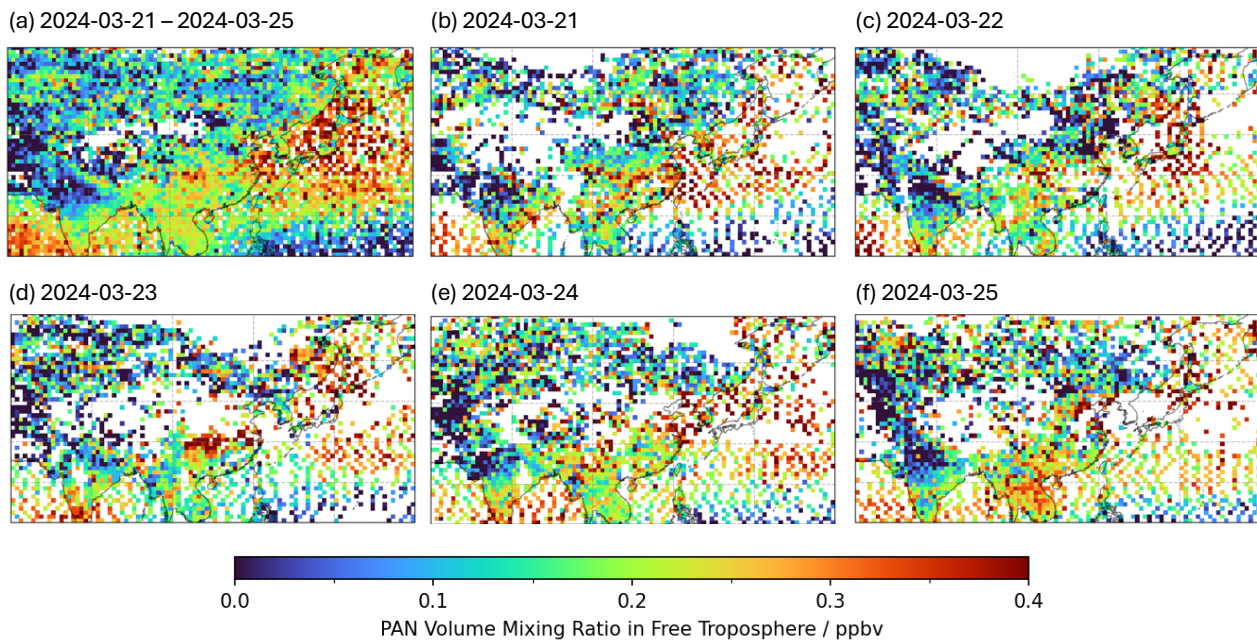 (a) 2024-03-21 – 2024-03-25
(b) 2024-03-21
(c) 2024-03-22
(d) 2024-03-23
(e) 2024-03-24
(f) 2024-03-25
0.0 0.1 0.2 0.3 0.4
PAN Volume Mixing Ratio in Free Troposphere / ppbv